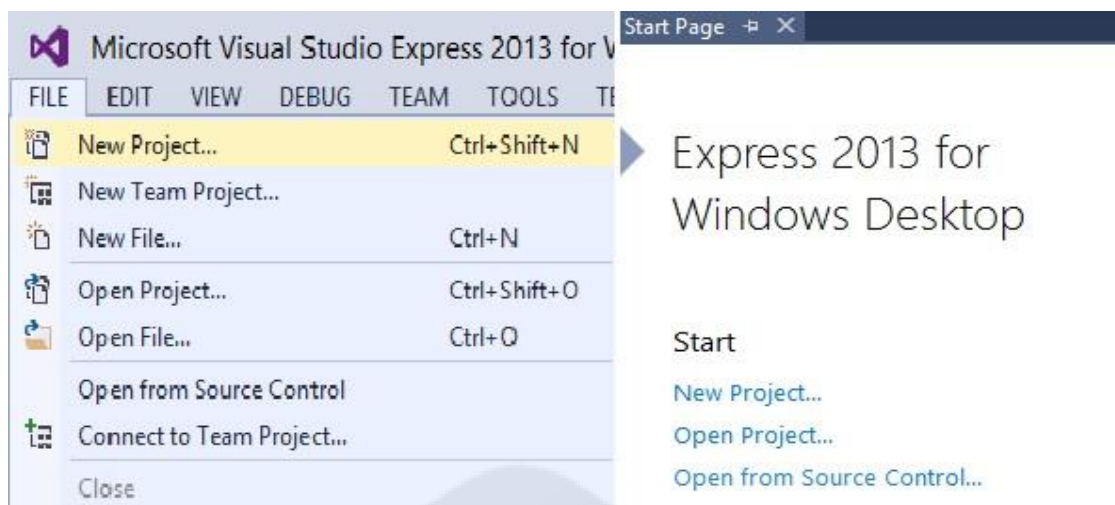 Microsoft Visual Studio Express 2013 for W
FILE EDIT VIEW DEBUG TEAM TOOLS TE
New Project... Ctrl+Shift+N
New Team Project...
New File... Ctrl+N
Open Project... Ctrl+Shift+O
Open File... Ctrl+O
Open from Source Control
Connect to Team Project...
Close
Start Page
Express 2013 for
Windows Desktop
Start
New Project...
Open Project...
Open from Source Control...